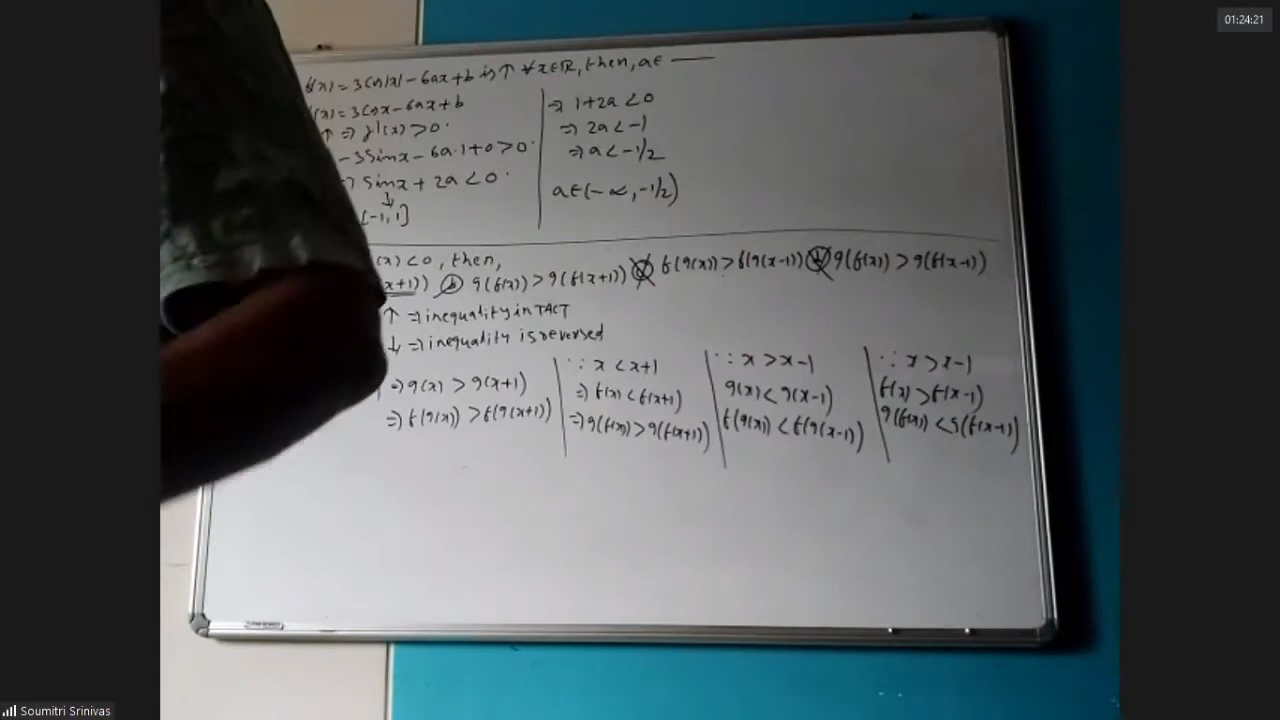 01:24:21
f(x) = 3Cos|x| - 6ax + b is ↑ ∀x∈R, then, a∈ ——
f(x) = 3Cosx - 6ax + b
↑ ⇒ f'(x) > 0.
-3Sinx - 6a·1 + 0 > 0.
⇒ Sinx + 2a < 0.
↓
[-1, 1]
⇒ 1+2a < 0
⇒ 2a < -1
⇒ a < -1/2
a∈(-∞, -1/2)
(x) < 0, then,
x+1)) (b) g(f(x)) > g(f(x+1)) f(g(x)) > f(g(x-1)) g(f(x)) > g(f(x-1))
↑ ⇒ inequality inTACT
↓ ⇒ inequality is reversed
⇒ g(x) > g(x+1)
⇒ f(g(x)) > f(g(x+1))
∵ x < x+1
⇒ f(x) < f(x+1)
⇒ g(f(x)) > g(f(x+1))
∵ x > x-1
g(x) < g(x-1)
f(g(x)) < f(g(x-1))
∵ x > x-1
f(x) > f(x-1)
g(f(x)) < g(f(x-1))
Soumitri Srinivas